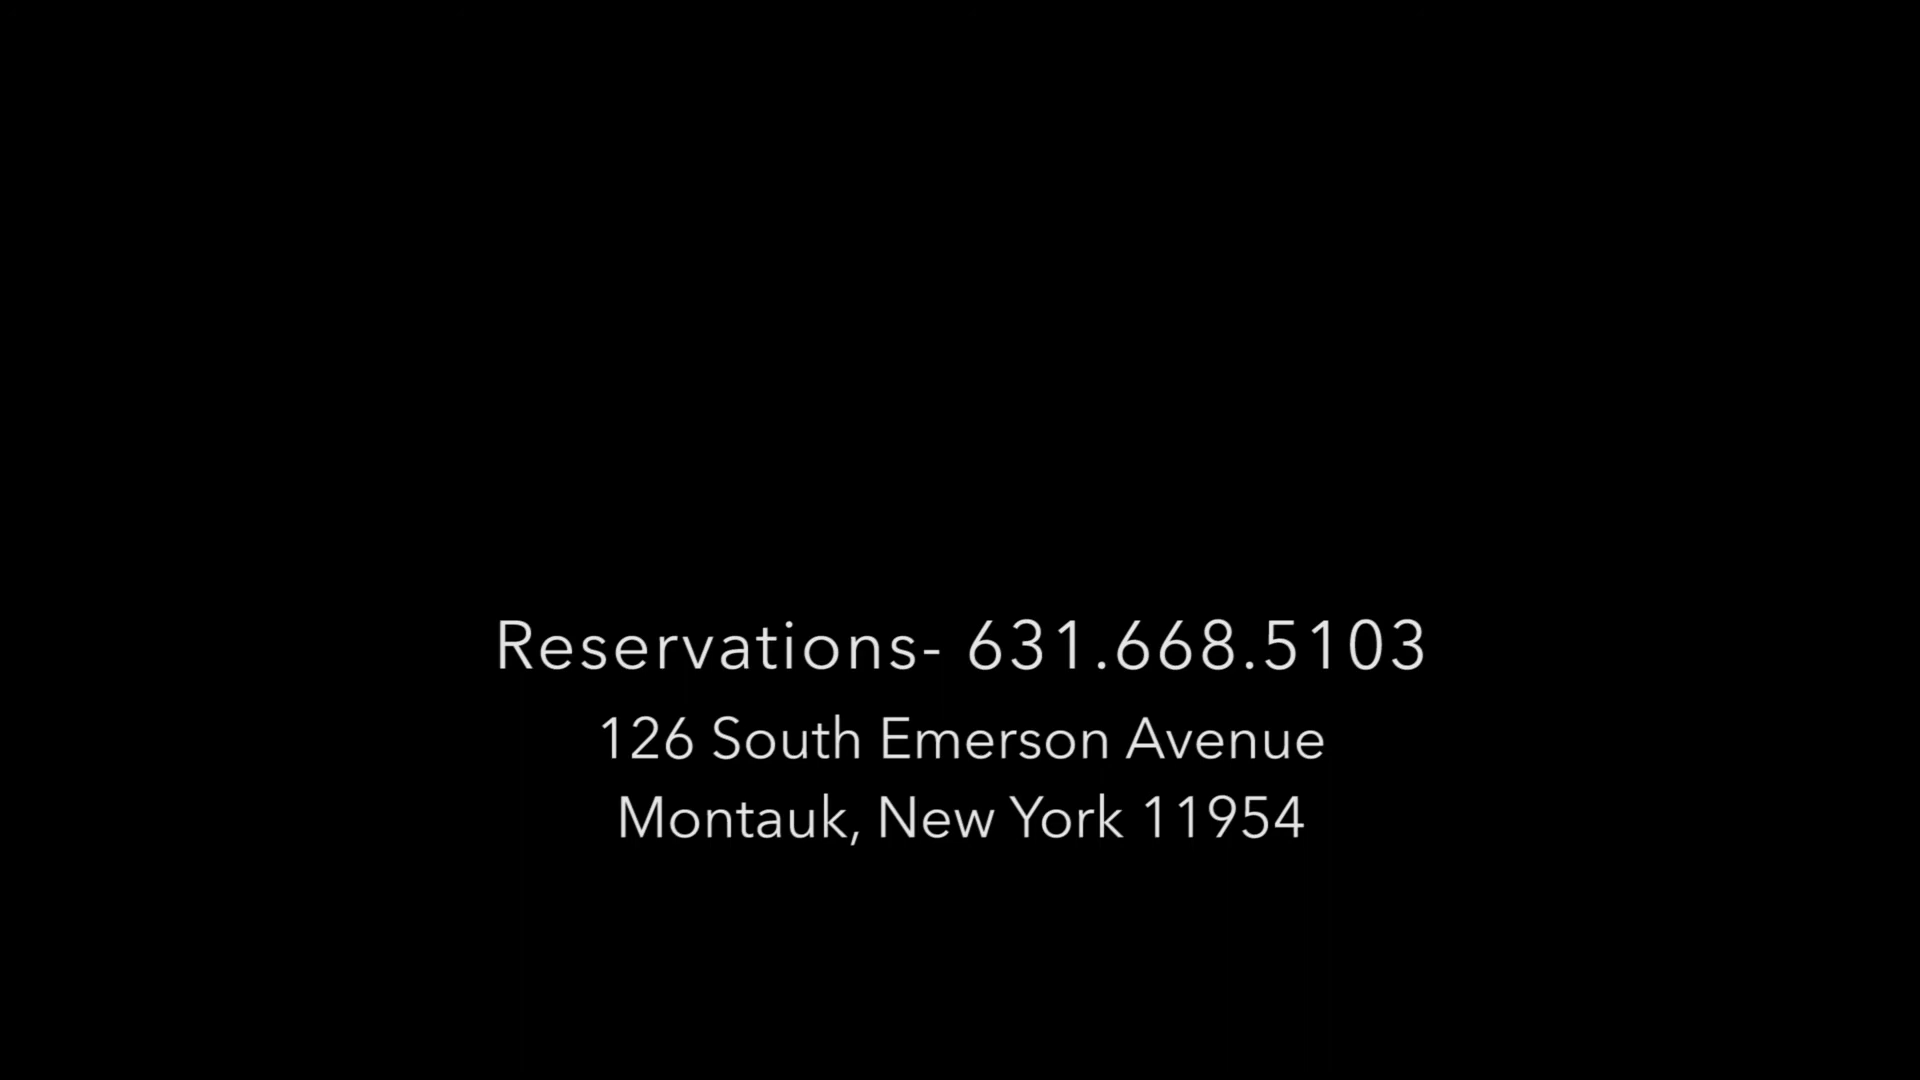 Reservations- 631.668.5103
126 South Emerson Avenue
Montauk, New York 11954